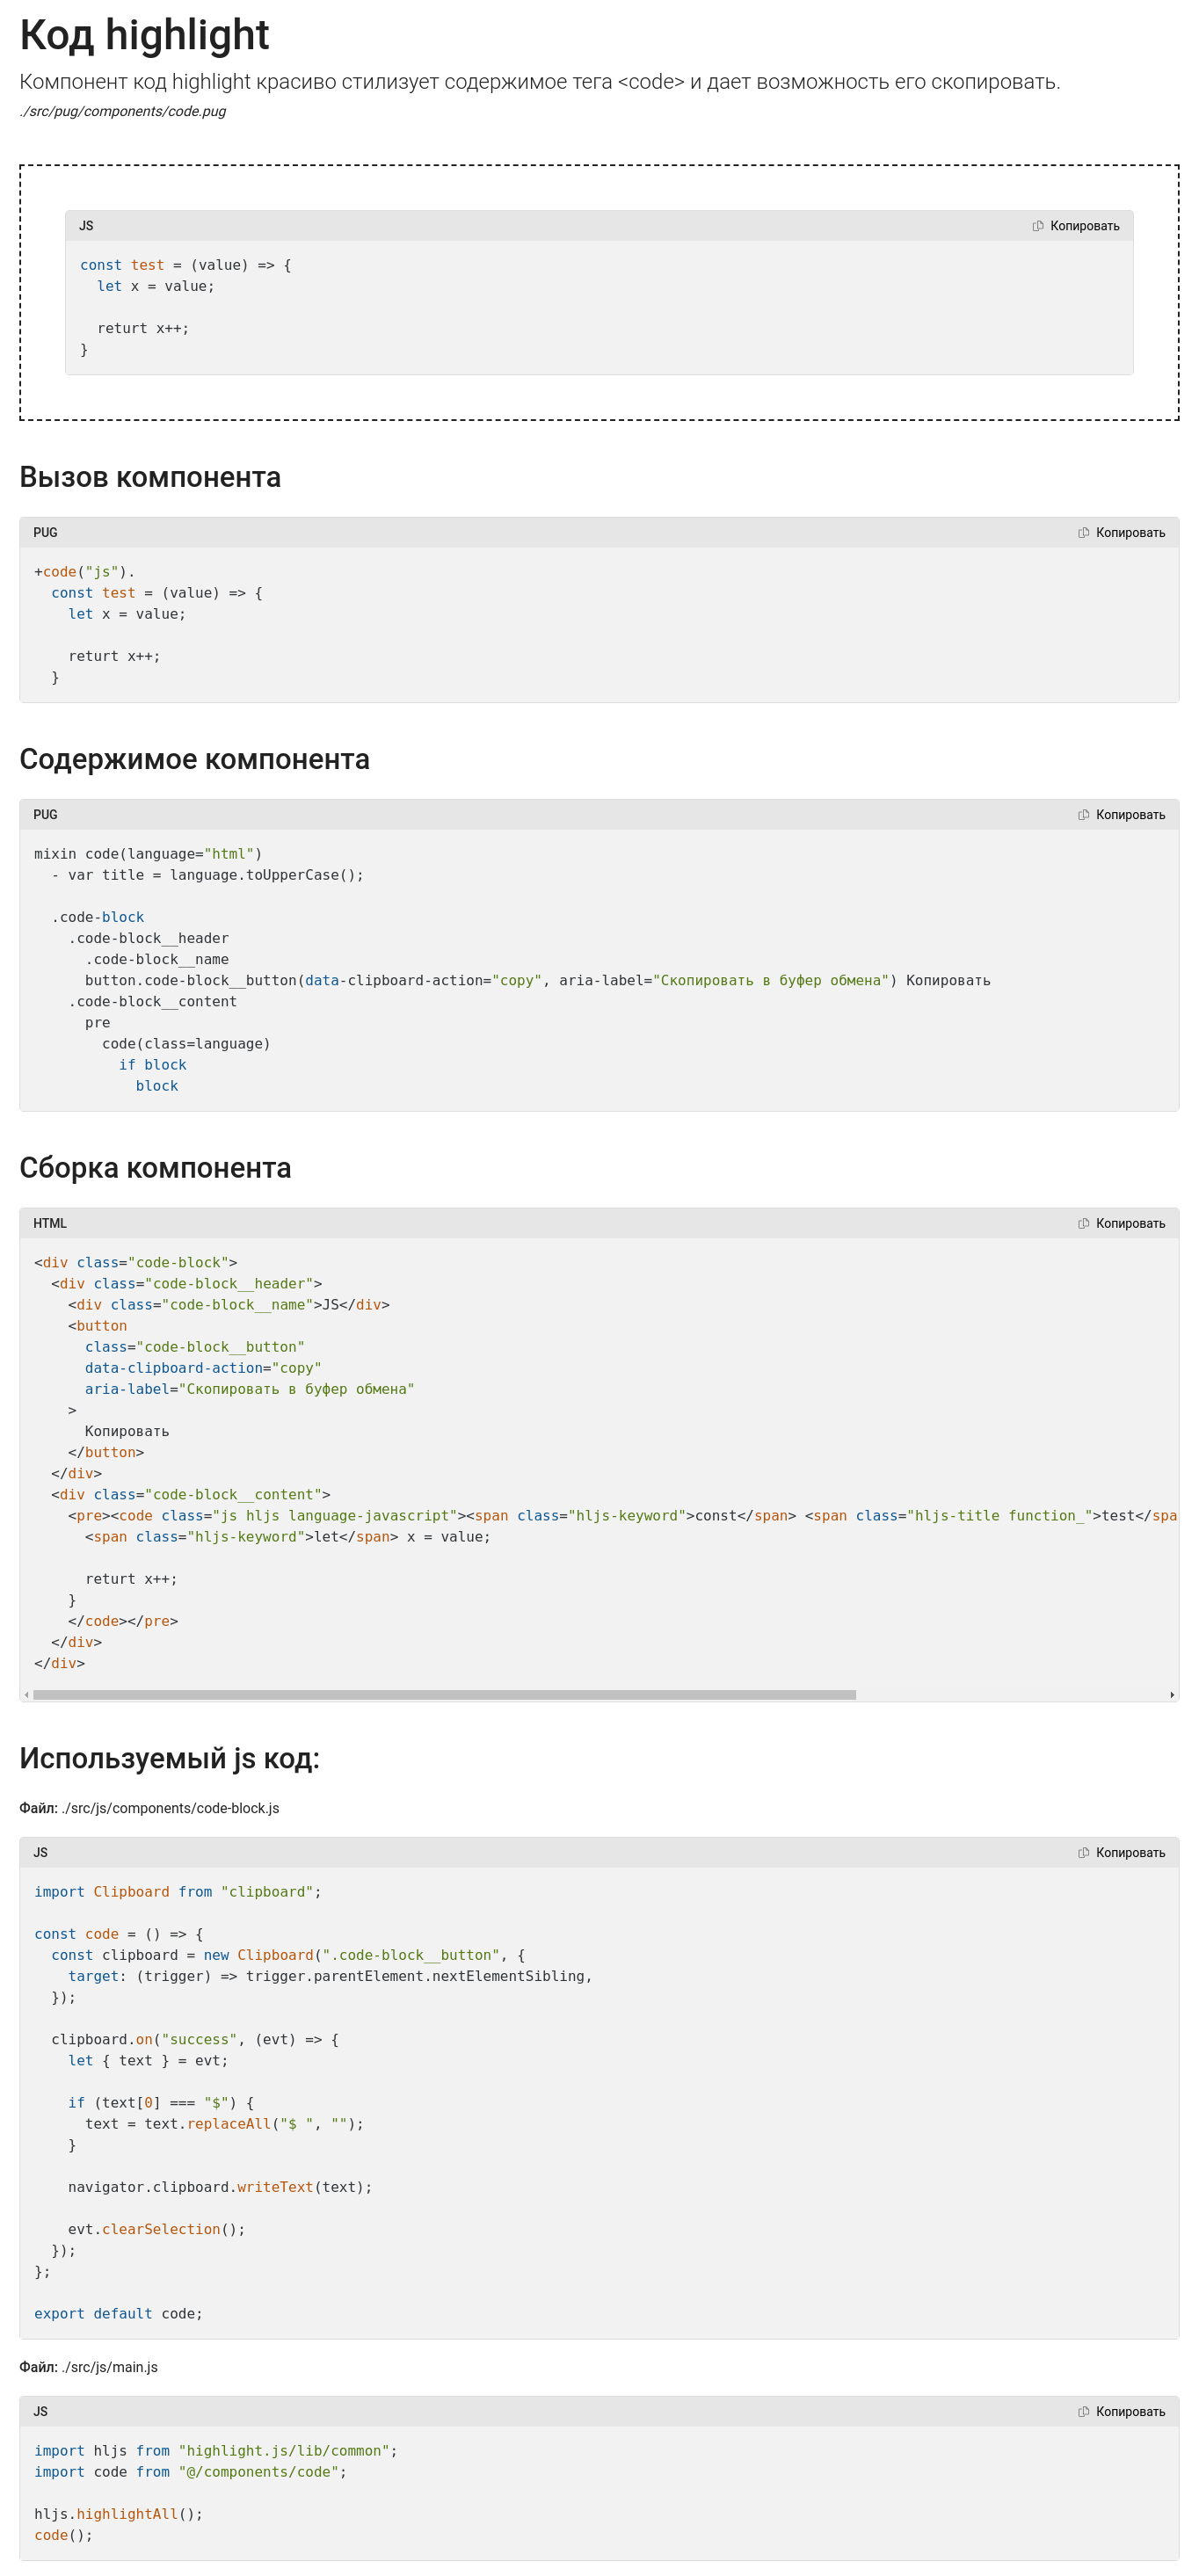 Код highlight
Компонент код highlight красиво стилизует содержимое тега <code> и дает возможность его скопировать.
./src/pug/components/code.pug
JS
Копировать
const test = (value) => {
  let x = value;

  returt x++;
}
Вызов компонента
PUG
Копировать
+code("js").
  const test = (value) => {
    let x = value;

    returt x++;
  }
Содержимое компонента
PUG
Копировать
mixin code(language="html")
  - var title = language.toUpperCase();

  .code-block
    .code-block__header
      .code-block__name
      button.code-block__button(data-clipboard-action="copy", aria-label="Скопировать в буфер обмена") Копировать
    .code-block__content
      pre
        code(class=language)
          if block
            block
Сборка компонента
HTML
Копировать
<div class="code-block">
  <div class="code-block__header">
    <div class="code-block__name">JS</div>
    <button
      class="code-block__button"
      data-clipboard-action="copy"
      aria-label="Скопировать в буфер обмена"
    >
      Копировать
    </button>
  </div>
  <div class="code-block__content">
    <pre><code class="js hljs language-javascript"><span class="hljs-keyword">const</span> <span class="hljs-title function_">test</spa
      <span class="hljs-keyword">let</span> x = value;

      returt x++;
    }
    </code></pre>
  </div>
</div>
Используемый js код:
Файл: ./src/js/components/code-block.js
JS
Копировать
import Clipboard from "clipboard";

const code = () => {
  const clipboard = new Clipboard(".code-block__button", {
    target: (trigger) => trigger.parentElement.nextElementSibling,
  });

  clipboard.on("success", (evt) => {
    let { text } = evt;

    if (text[0] === "$") {
      text = text.replaceAll("$ ", "");
    }

    navigator.clipboard.writeText(text);

    evt.clearSelection();
  });
};

export default code;
Файл: ./src/js/main.js
JS
Копировать
import hljs from "highlight.js/lib/common";
import code from "@/components/code";

hljs.highlightAll();
code();